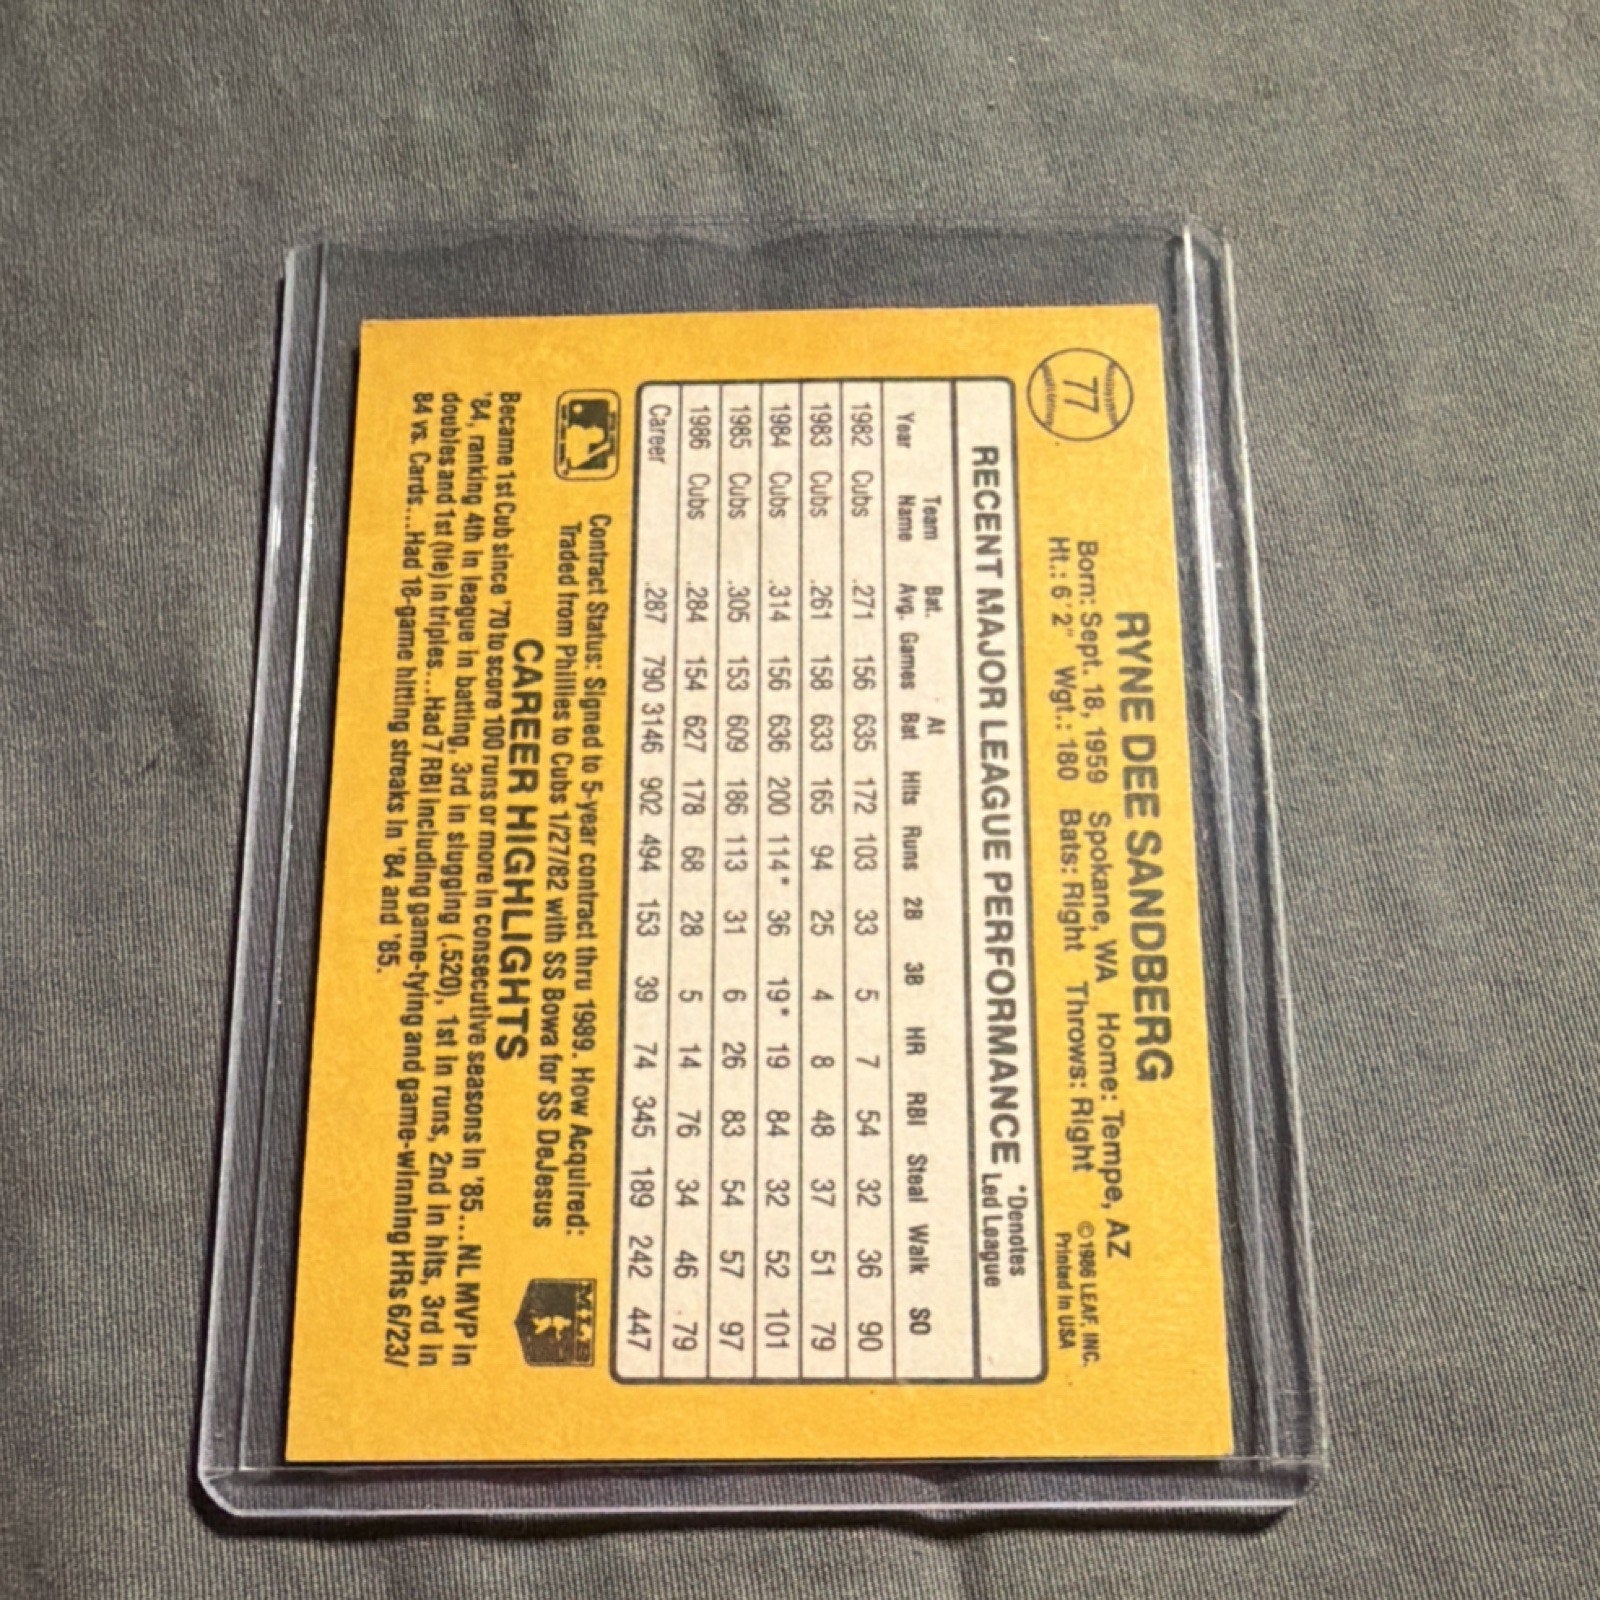 77
RYNE DEE SANDBERG
Born: Sept. 18, 1959 Spokane, WA Home: Tempe, AZ
Ht.: 6'2" Wgt.: 180 Bats: Right Throws: Right
©1986 LEAF, INC.
Printed in USA
RECENT MAJOR LEAGUE PERFORMANCE *Denotes Led League
Year Team Name Bat. Avg. Games At Bat Hits Runs 2B 3B HR RBI Steal Walk SO
1982 Cubs .271 156 635 172 103 33 5 7 54 32 36 90
1983 Cubs .261 158 633 165 94 25 4 8 48 37 51 79
1984 Cubs .314 156 636 200 114* 36 19* 19 84 32 52 101
1985 Cubs .305 153 609 186 113 31 6 26 83 54 57 97
1986 Cubs .284 154 627 178 68 28 5 14 76 34 46 79
Career .287 790 3146 902 494 153 39 74 345 189 242 447
Contract Status: Signed to 5-year contract thru 1989. How Acquired:
Traded from Phillies to Cubs 1/27/82 with SS Bowa for SS DeJesus
CAREER HIGHLIGHTS
Became 1st Cub since '70 to score 100 runs or more in consecutive seasons in '85...NL MVP in
'84, ranking 4th in league in batting, 3rd in slugging (.520), 1st in runs, 2nd in hits, 3rd in
doubles and 1st (tie) in triples...Had 7 RBI including game-tying and game-winning HRs 6/23/
84 vs. Cards...Had 18-game hitting streaks in '84 and '85.